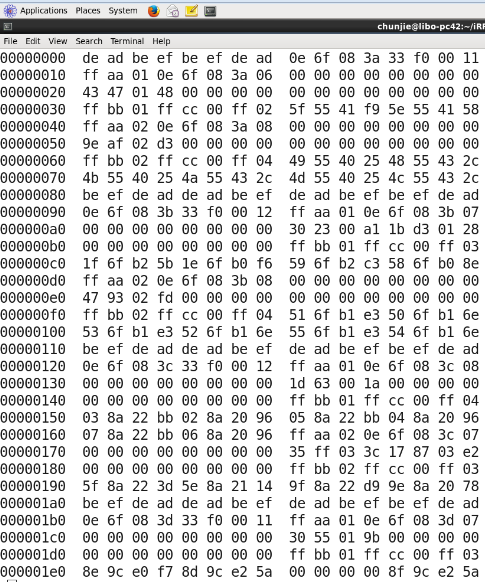 Applications Places System
chunjie@libo-pc42:~/iRF
File Edit View Search Terminal Help
00000000 de ad be ef be ef de ad 0e 6f 08 3a 33 f0 00 11
00000010 ff aa 01 0e 6f 08 3a 06 00 00 00 00 00 00 00 00
00000020 43 47 01 48 00 00 00 00 00 00 00 00 00 00 00 00
00000030 ff bb 01 ff cc 00 ff 02 5f 55 41 f9 5e 55 41 58
00000040 ff aa 02 0e 6f 08 3a 08 00 00 00 00 00 00 00 00
00000050 9e af 02 d3 00 00 00 00 00 00 00 00 00 00 00 00
00000060 ff bb 02 ff cc 00 ff 04 49 55 40 25 48 55 43 2c
00000070 4b 55 40 25 4a 55 43 2c 4d 55 40 25 4c 55 43 2c
00000080 be ef de ad de ad be ef de ad be ef be ef de ad
00000090 0e 6f 08 3b 33 f0 00 12 ff aa 01 0e 6f 08 3b 07
000000a0 00 00 00 00 00 00 00 00 30 23 00 a1 1b d3 01 28
000000b0 00 00 00 00 00 00 00 00 ff bb 01 ff cc 00 ff 03
000000c0 1f 6f b2 5b 1e 6f b0 f6 59 6f b2 c3 58 6f b0 8e
000000d0 ff aa 02 0e 6f 08 3b 08 00 00 00 00 00 00 00 00
000000e0 47 93 02 fd 00 00 00 00 00 00 00 00 00 00 00 00
000000f0 ff bb 02 ff cc 00 ff 04 51 6f b1 e3 50 6f b1 6e
00000100 53 6f b1 e3 52 6f b1 6e 55 6f b1 e3 54 6f b1 6e
00000110 be ef de ad de ad be ef de ad be ef be ef de ad
00000120 0e 6f 08 3c 33 f0 00 12 ff aa 01 0e 6f 08 3c 08
00000130 00 00 00 00 00 00 00 00 1d 63 00 1a 00 00 00 00
00000140 00 00 00 00 00 00 00 00 ff bb 01 ff cc 00 ff 04
00000150 03 8a 22 bb 02 8a 20 96 05 8a 22 bb 04 8a 20 96
00000160 07 8a 22 bb 06 8a 20 96 ff aa 02 0e 6f 08 3c 07
00000170 00 00 00 00 00 00 00 00 35 ff 03 3c 17 87 03 e2
00000180 00 00 00 00 00 00 00 00 ff bb 02 ff cc 00 ff 03
00000190 5f 8a 22 3d 5e 8a 21 14 9f 8a 22 d9 9e 8a 20 78
000001a0 be ef de ad de ad be ef de ad be ef be ef de ad
000001b0 0e 6f 08 3d 33 f0 00 11 ff aa 01 0e 6f 08 3d 07
000001c0 00 00 00 00 00 00 00 00 30 55 01 9b 00 00 00 00
000001d0 00 00 00 00 00 00 00 00 ff bb 01 ff cc 00 ff 03
000001e0 8e 9c e0 f7 8d 9c e2 5a 00 00 00 00 8f 9c e2 5a